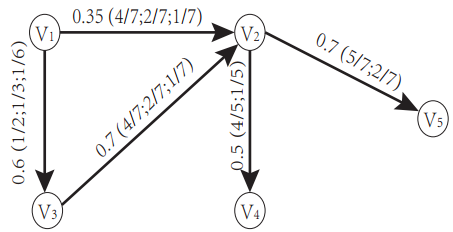 V1
0.35 (4/7;2/7;1/7)
V2
0.7 (5/7;2/7)
V5
0.6 (1/2;1/3;1/6)
0.7 (4/7;2/7;1/7)
0.5 (4/5;1/5)
V3
V4